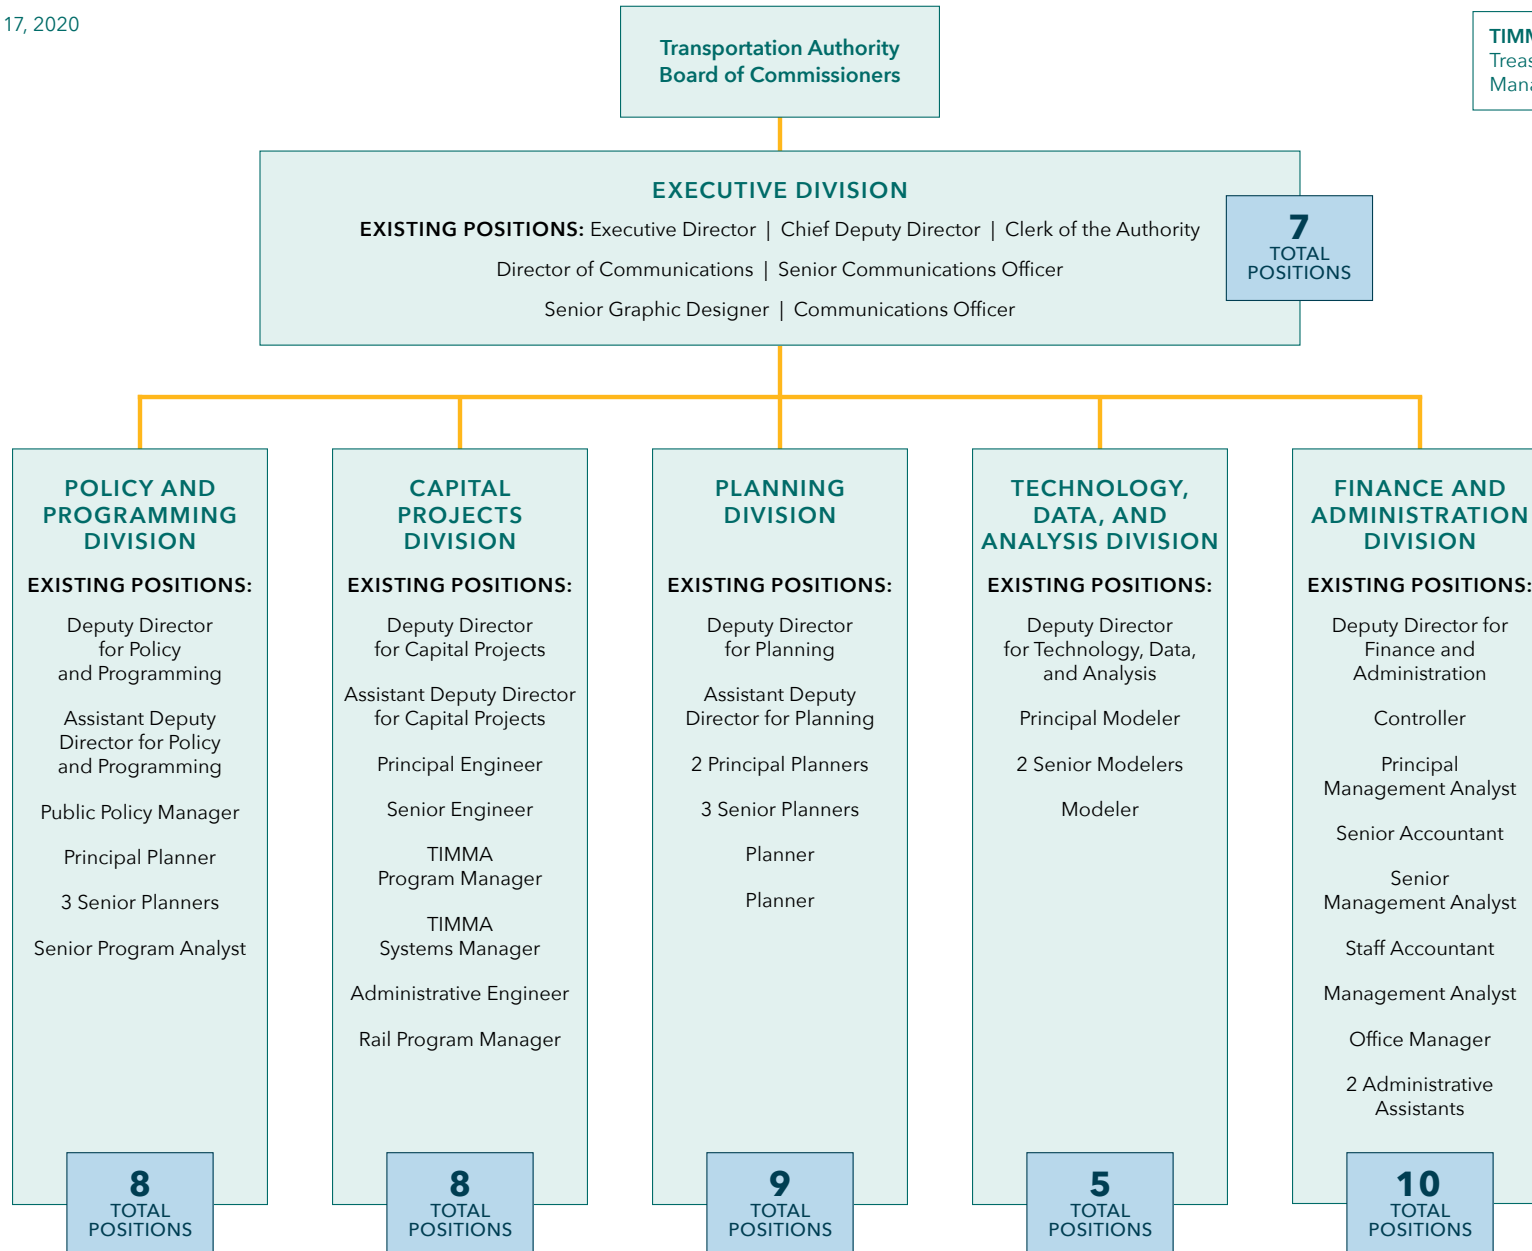 17, 2020
Transportation Authority
Board of Commissioners
EXECUTIVE DIVISION
EXISTING POSITIONS: Executive Director | Chief Deputy Director | Clerk of the Authority
Director of Communications | Senior Communications Officer
Senior Graphic Designer | Communications Officer
7
TOTAL
POSITIONS
POLICY AND
PROGRAMMING
DIVISION
EXISTING POSITIONS:
Deputy Director
for Policy
and Programming
Assistant Deputy
Director for Policy
and Programming
Public Policy Manager
Principal Planner
3 Senior Planners
Senior Program Analyst
8
TOTAL
POSITIONS
CAPITAL
PROJECTS
DIVISION
EXISTING POSITIONS:
Deputy Director
for Capital Projects
Assistant Deputy Director
for Capital Projects
Principal Engineer
Senior Engineer
TIMMA
Program Manager
TIMMA
Systems Manager
Administrative Engineer
Rail Program Manager
8
TOTAL
POSITIONS
PLANNING
DIVISION
EXISTING POSITIONS:
Deputy Director
for Planning
Assistant Deputy
Director for Planning
2 Principal Planners
3 Senior Planners
Planner
Planner
9
TOTAL
POSITIONS
TECHNOLOGY,
DATA, AND
ANALYSIS DIVISION
EXISTING POSITIONS:
Deputy Director
for Technology, Data,
and Analysis
Principal Modeler
2 Senior Modelers
Modeler
5
TOTAL
POSITIONS
FINANCE AND
ADMINISTRATION
DIVISION
EXISTING POSITIONS:
Deputy Director for
Finance and
Administration
Controller
Principal
Management Analyst
Senior Accountant
Senior
Management Analyst
Staff Accountant
Management Analyst
Office Manager
2 Administrative
Assistants
10
TOTAL
POSITIONS